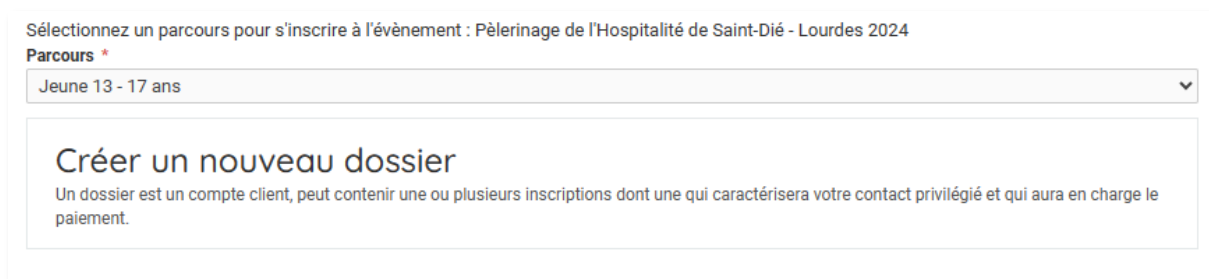 Sélectionnez un parcours pour s'inscrire à l'évènement : Pèlerinage de l'Hospitalité de Saint-Dié - Lourdes 2024
Parcours *
Jeune 13 - 17 ans
Créer un nouveau dossier
Un dossier est un compte client, peut contenir une ou plusieurs inscriptions dont une qui caractérisera votre contact privilégié et qui aura en charge le
paiement.